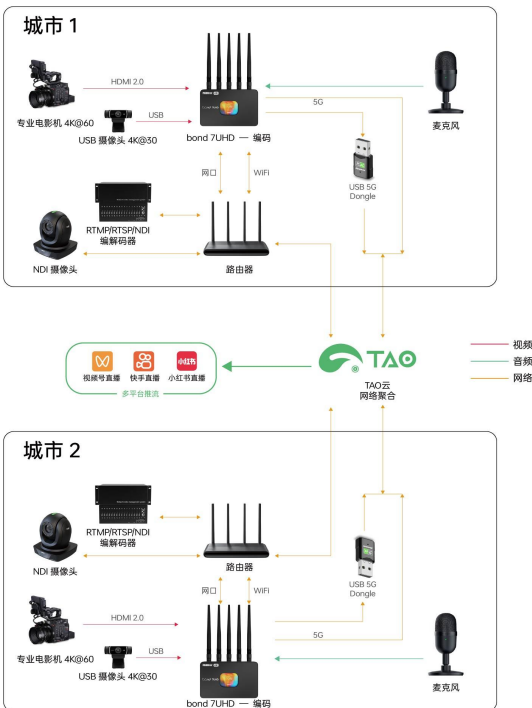 城市 1
HDMI 2.0
专业电影机 4K@60
USB
USB 摄像头 4K@30
bond 7UHD — 编码
5G
麦克风
USB 5G
Dongle
网口
WIFI
RTMP/RTSP/NDI
编解码器
NDI 摄像头
路由器
视频号直播
快手直播
小红书
小红书直播
多平台推流
TAO
TAO云
网络聚合
视频
音频
网络
城市 2
RTMP/RTSP/NDI
编解码器
NDI 摄像头
路由器
USB 5G
Dongle
网口
WIFI
HDMI 2.0
专业电影机 4K@60
USB
USB 摄像头 4K@30
5G
bond 7UHD — 编码
麦克风